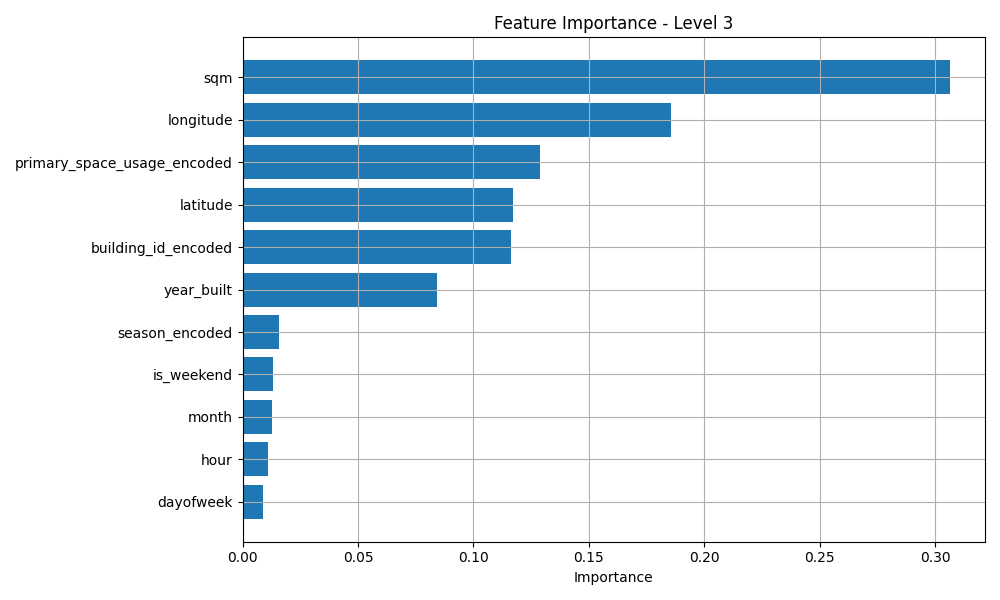 Feature Importance - Level 3
sqm
longitude
primary_space_usage_encoded
latitude
building_id_encoded
year_built
season_encoded
is_weekend
month
hour
dayofweek
0.00 0.05 0.10 0.15 0.20 0.25 0.30
Importance